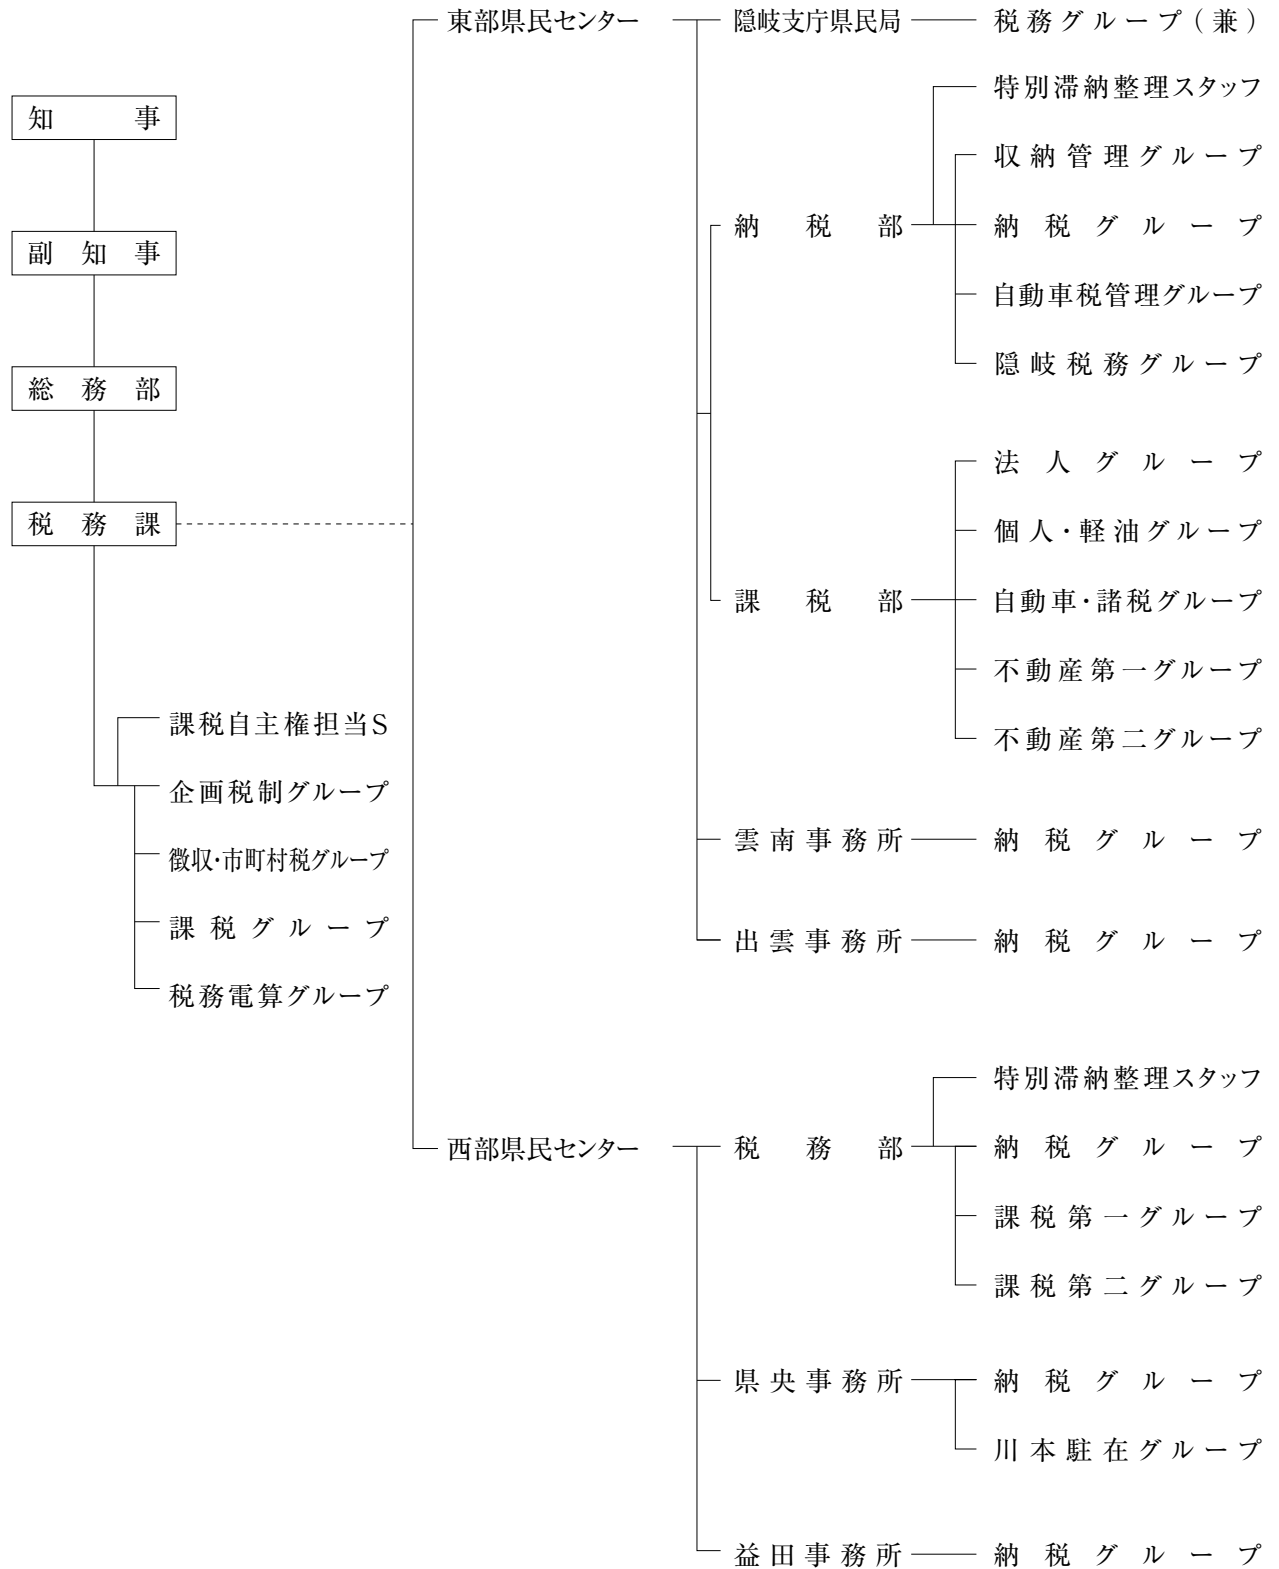 知事
副知事
総務部
税務課
課税自主権担当S
企画税制グループ
徴収・市町村税グループ
課税グループ
税務電算グループ
東部県民センター
隠岐支庁県民局
税務グループ(兼)
納税部
特別滞納整理スタッフ
収納管理グループ
納税グループ
自動車税管理グループ
隠岐税務グループ
課税部
法人グループ
個人・軽油グループ
自動車・諸税グループ
不動産第一グループ
不動産第二グループ
雲南事務所
納税グループ
出雲事務所
納税グループ
西部県民センター
税務部
特別滞納整理スタッフ
納税グループ
課税第一グループ
課税第二グループ
県央事務所
納税グループ
川本駐在グループ
益田事務所
納税グループ